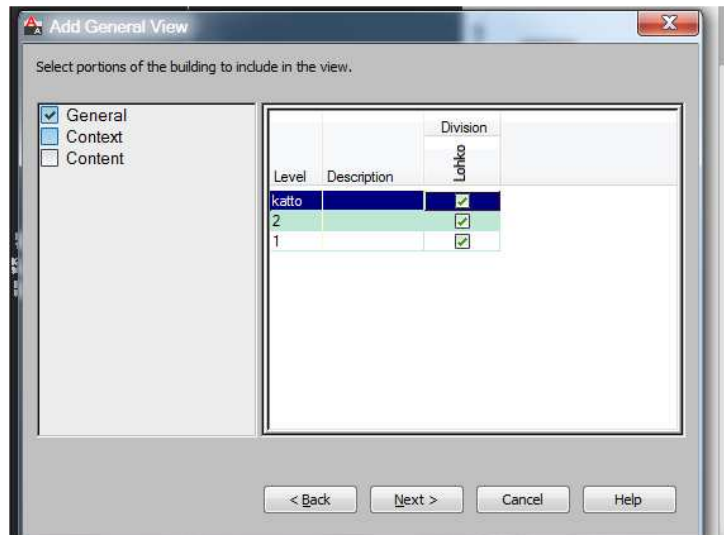 Add General View
Select portions of the building to include in the view.
General
Context
Content
Division
Lohko
Level Description
katto
2
1
< Back Next > Cancel Help